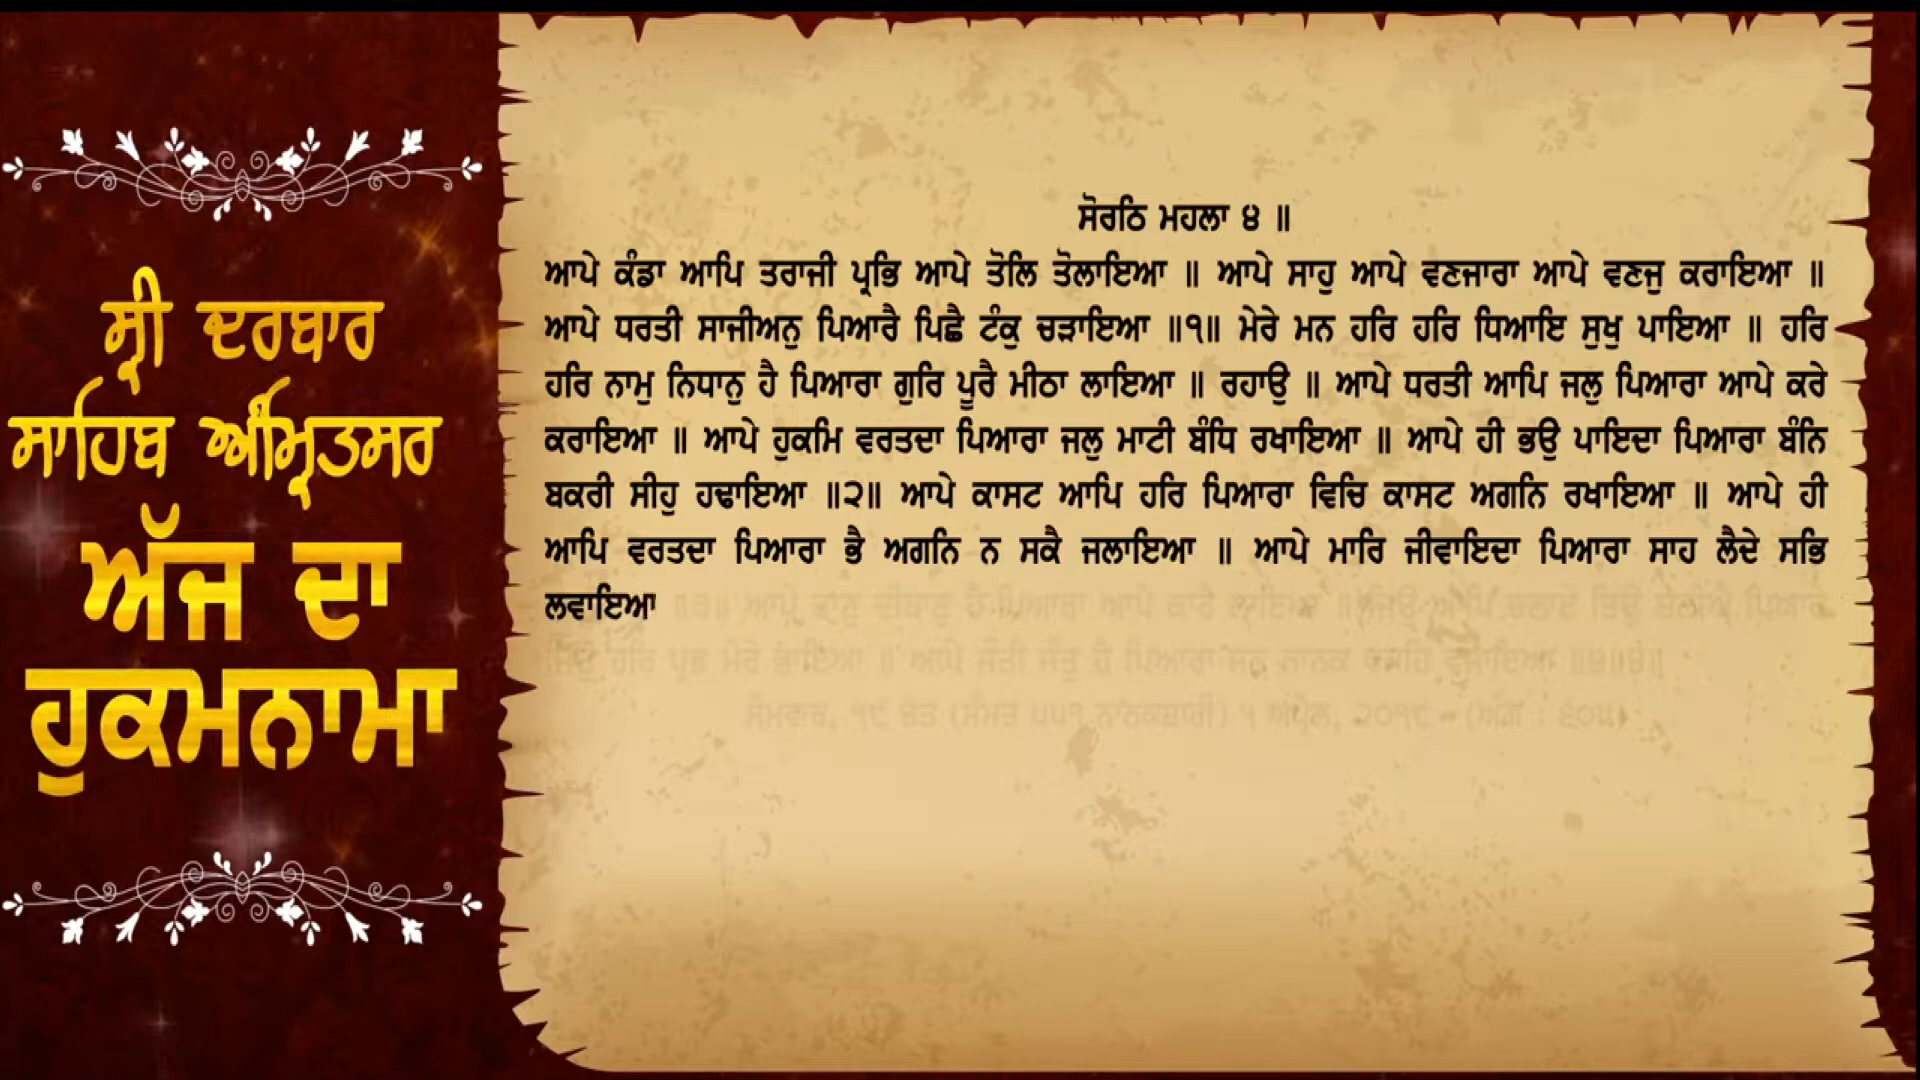 ਸ੍ਰੀ ਦਰਬਾਰ
ਸਾਹਿਬ ਅੰਮ੍ਰਿਤਸਰ
ਅੱਜ ਦਾ
ਹੁਕਮਨਾਮਾ
ਸੋਰਠਿ ਮਹਲਾ ੪ ॥
ਆਪੇ ਕੰਡਾ ਆਪਿ ਤਰਾਜੀ ਪ੍ਰਭਿ ਆਪੇ ਤੋਲਿ ਤੋਲਾਇਆ ॥ ਆਪੇ ਸਾਹੁ ਆਪੇ ਵਣਜਾਰਾ ਆਪੇ ਵਣਜੁ ਕਰਾਇਆ ॥
ਆਪੇ ਧਰਤੀ ਸਾਜੀਅਨੁ ਪਿਆਰੈ ਪਿਛੈ ਟੰਕੁ ਚੜਾਇਆ ॥੧॥ ਮੇਰੇ ਮਨ ਹਰਿ ਹਰਿ ਧਿਆਇ ਸੁਖੁ ਪਾਇਆ ॥ ਹਰਿ
ਹਰਿ ਨਾਮੁ ਨਿਧਾਨੁ ਹੈ ਪਿਆਰਾ ਗੁਰਿ ਪੂਰੈ ਮੀਠਾ ਲਾਇਆ ॥ ਰਹਾਉ ॥ ਆਪੇ ਧਰਤੀ ਆਪਿ ਜਲੁ ਪਿਆਰਾ ਆਪੇ ਕਰੇ
ਕਰਾਇਆ ॥ ਆਪੇ ਹੁਕਮਿ ਵਰਤਦਾ ਪਿਆਰਾ ਜਲੁ ਮਾਟੀ ਬੰਧਿ ਰਖਾਇਆ ॥ ਆਪੇ ਹੀ ਭਉ ਪਾਇਦਾ ਪਿਆਰਾ ਬੰਨਿ
ਬਕਰੀ ਸੀਹੁ ਹਢਾਇਆ ॥੨॥ ਆਪੇ ਕਾਸਟ ਆਪਿ ਹਰਿ ਪਿਆਰਾ ਵਿਚਿ ਕਾਸਟ ਅਗਨਿ ਰਖਾਇਆ ॥ ਆਪੇ ਹੀ
ਆਪਿ ਵਰਤਦਾ ਪਿਆਰਾ ਭੈ ਅਗਨਿ ਨ ਸਕੈ ਜਲਾਇਆ ॥ ਆਪੇ ਮਾਰਿ ਜੀਵਾਇਦਾ ਪਿਆਰਾ ਸਾਹ ਲੈਦੇ ਸਭਿ
ਲਵਾਇਆ